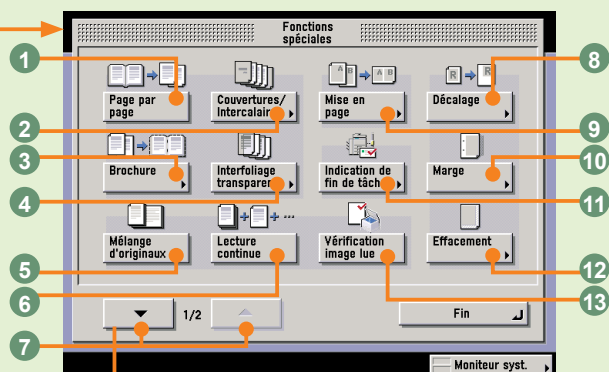 Fonctions
spéciales
1
8
Page par
page
Couvertures/
Intercalair
Mise en
page
Décalage
2
9
3
10
Brochure
Interfoliage
transparen
Indication de
fin de tâch
Marge
4
11
Mélange
d'originaux
Lecture
continue
Vérification
image lue
Effacement
5
12
6
13
1/2
Fin
7
Moniteur syst.